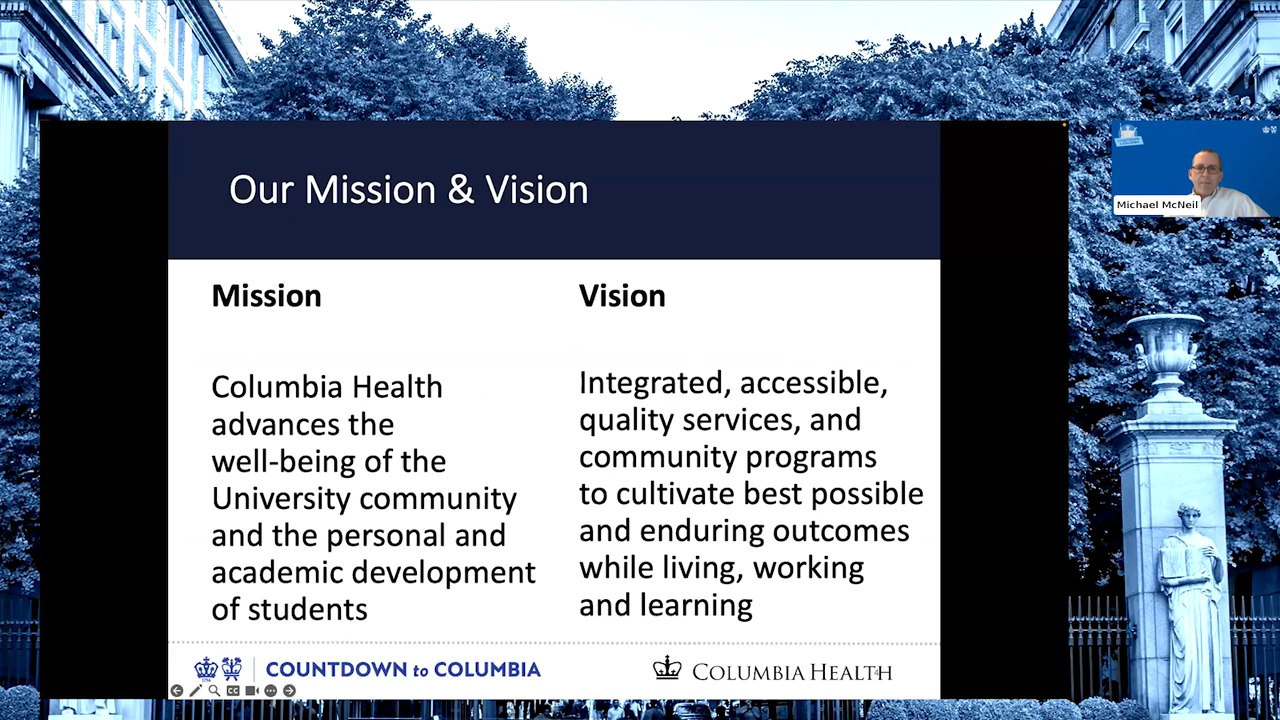 Our Mission & Vision
Mission
Columbia Health
advances the
well-being of the
University community
and the personal and
academic development
of students
Vision
Integrated, accessible,
quality services, and
community programs
to cultivate best possible
and enduring outcomes
while living, working
and learning
COUNTDOWN to COLUMBIA
COLUMBIA HEALTH
Michael McNeil
CC